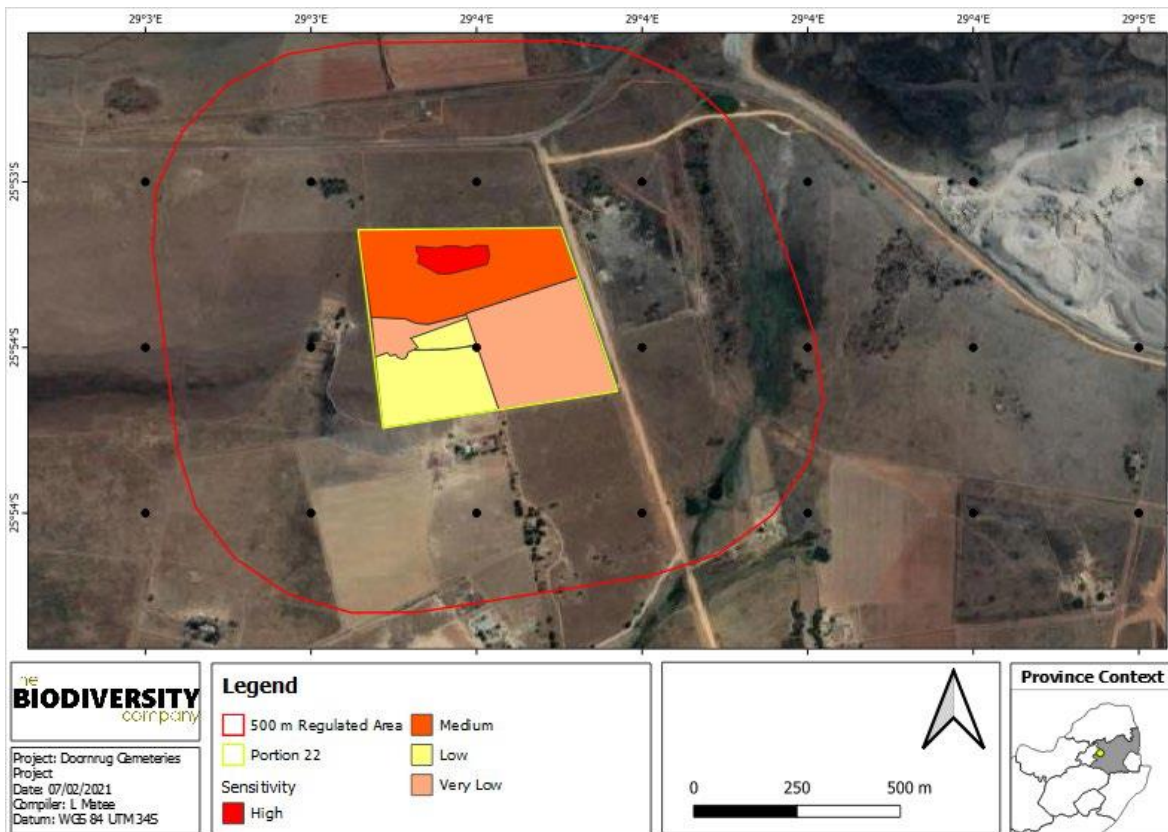 29°3'E 29°3'E 29°4'E 29°4'E 29°4'E 29°4'E 29°5'E
25°53'S
25°54'S
25°54'S
the
BIODIVERSITY
company
Project: Doornrug Cemeteries
Project
Date: 07/02/2021
Compiler: L Matee
Datum: WGS 84 UTM 34S
Legend
500 m Regulated Area
Portion 22
Sensitivity
High
Medium
Low
Very Low
0 250 500 m
Province Context